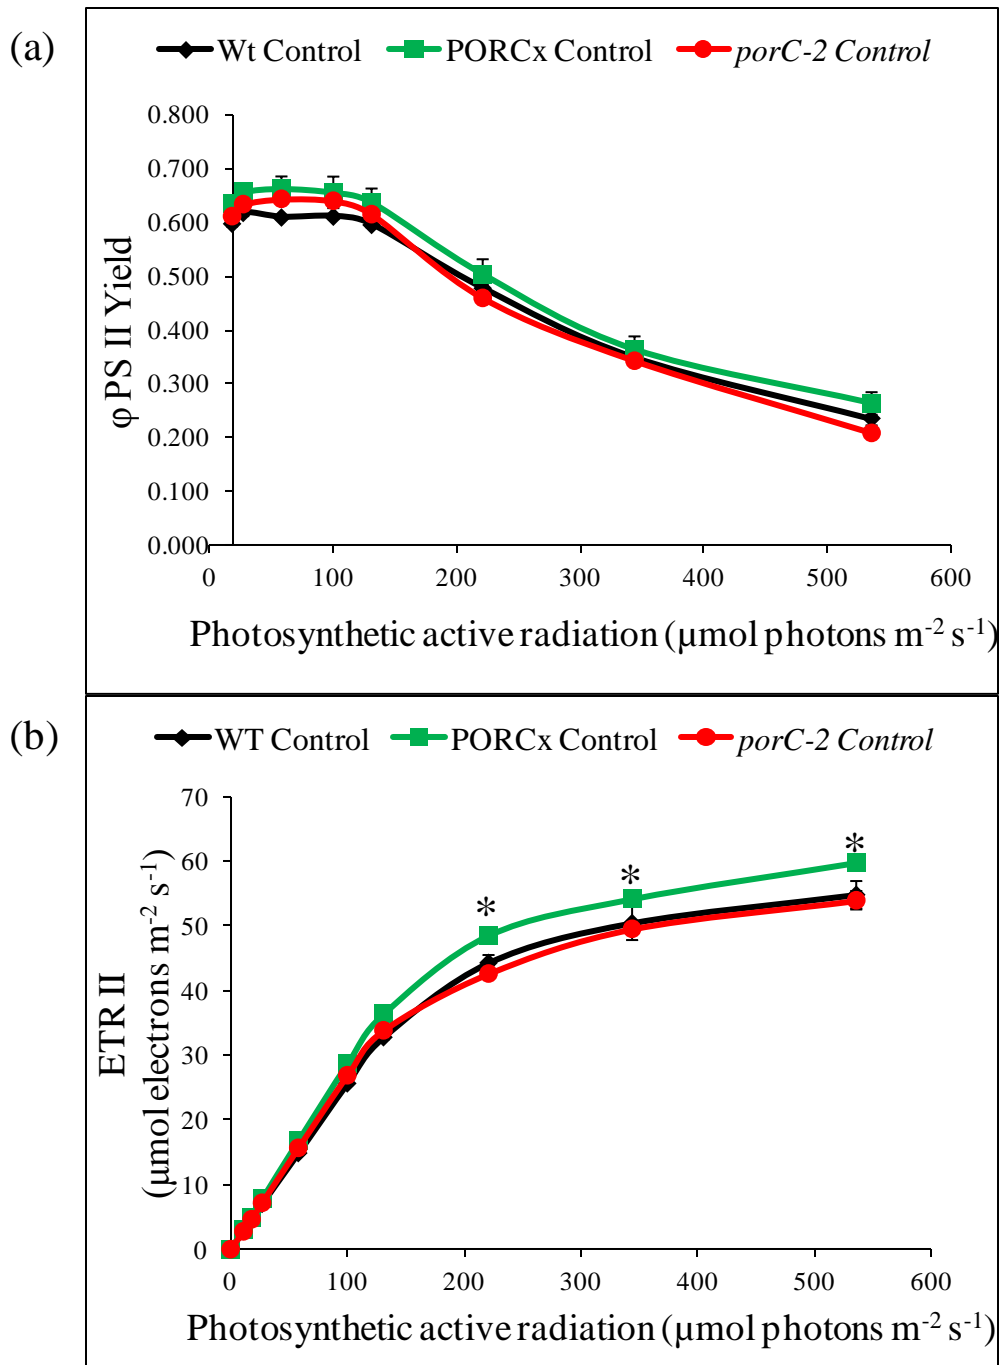 (a)
Wt Control PORCx Control porC-2 Control
0.800
0.700
0.600
0.500
0.400
0.300
0.200
0.100
0.000
φ PS II Yield
0 100 200 300 400 500 600
Photosynthetic active radiation (µmol photons m⁻² s⁻¹)
(b)
WT Control PORCx Control porC-2 Control
70
60
50
40
30
20
10
0
ETR II
(µmol electrons m⁻² s⁻¹)
* * *
0 100 200 300 400 500 600
Photosynthetic active radiation (µmol photons m⁻² s⁻¹)